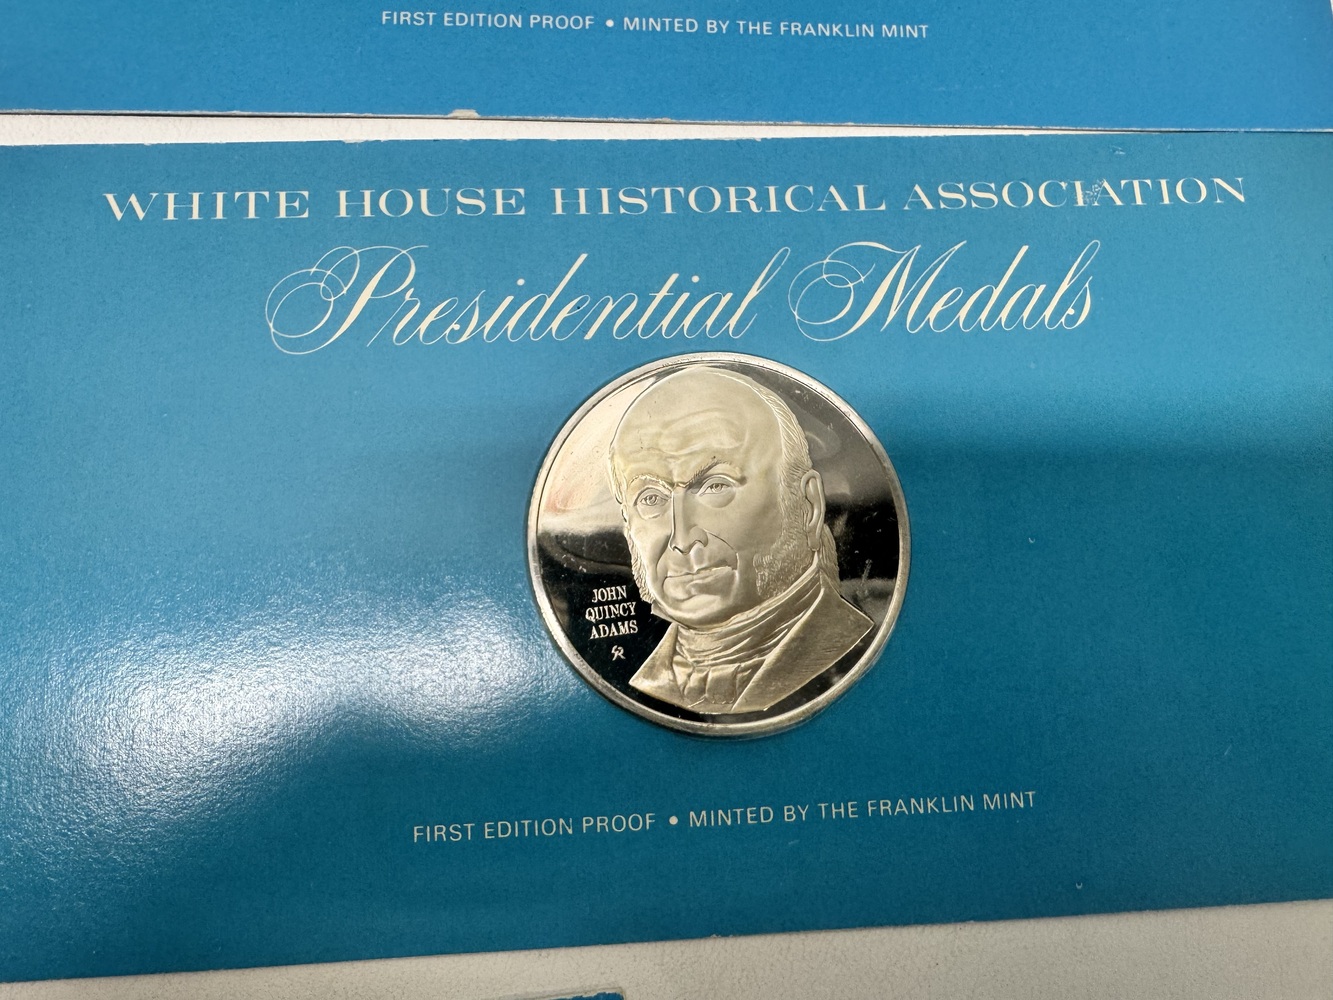 FIRST EDITION PROOF • MINTED BY THE FRANKLIN MINT
WHITE HOUSE HISTORICAL ASSOCIATION
Presidential Medals
JOHN
QUINCY
ADAMS
FIRST EDITION PROOF • MINTED BY THE FRANKLIN MINT